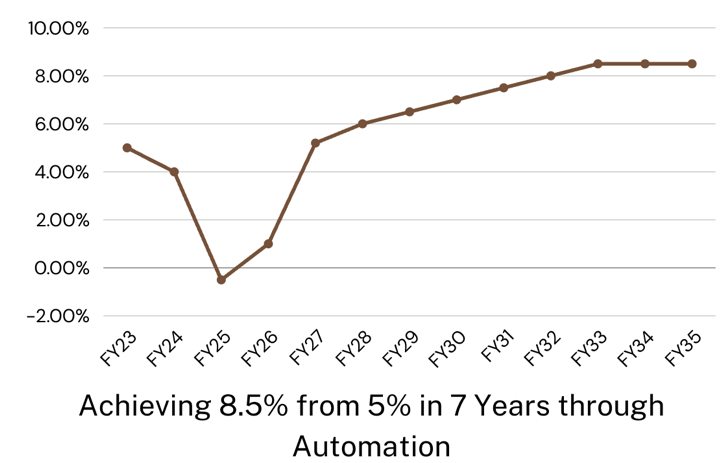 10.00%
8.00%
6.00%
4.00%
2.00%
0.00%
−2.00%
FY23
FY24
FY25
FY26
FY27
FY28
FY29
FY30
FY31
FY32
FY33
FY34
FY35
Achieving 8.5% from 5% in 7 Years through
Automation